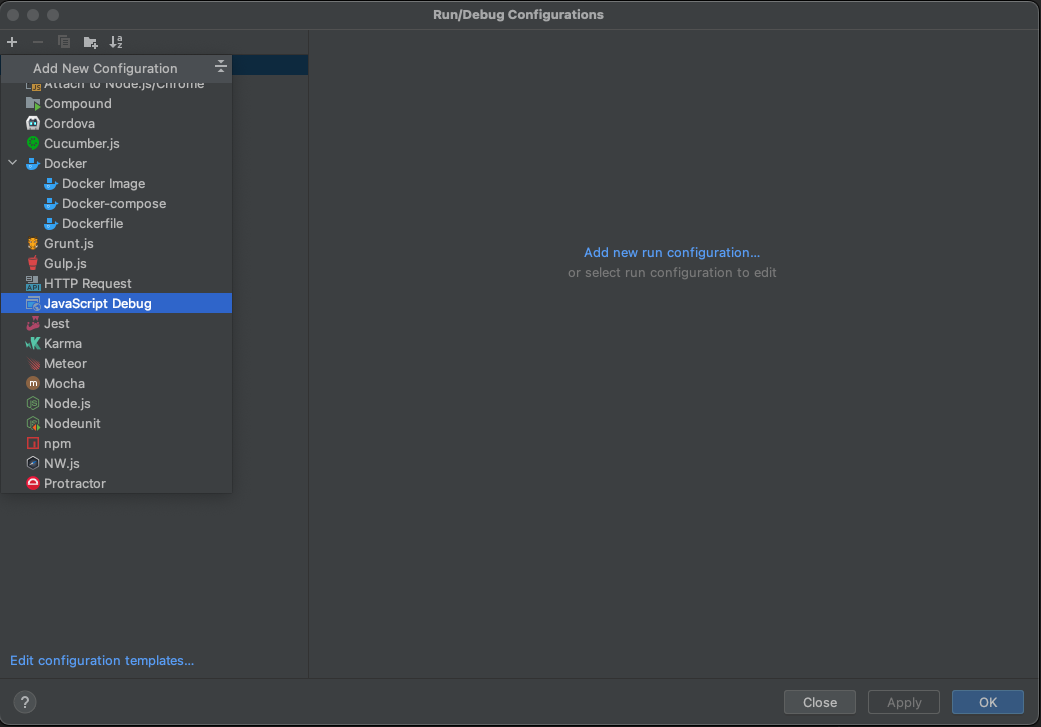 Run/Debug Configurations
Add New Configuration
Attach to Node.js/Chrome
Compound
Cordova
Cucumber.js
Docker
Docker Image
Docker-compose
Dockerfile
Grunt.js
Gulp.js
HTTP Request
JavaScript Debug
Jest
Karma
Meteor
Mocha
Node.js
Nodeunit
npm
NW.js
Protractor
Add new run configuration...
or select run configuration to edit
Edit configuration templates...
?
Close
Apply
OK